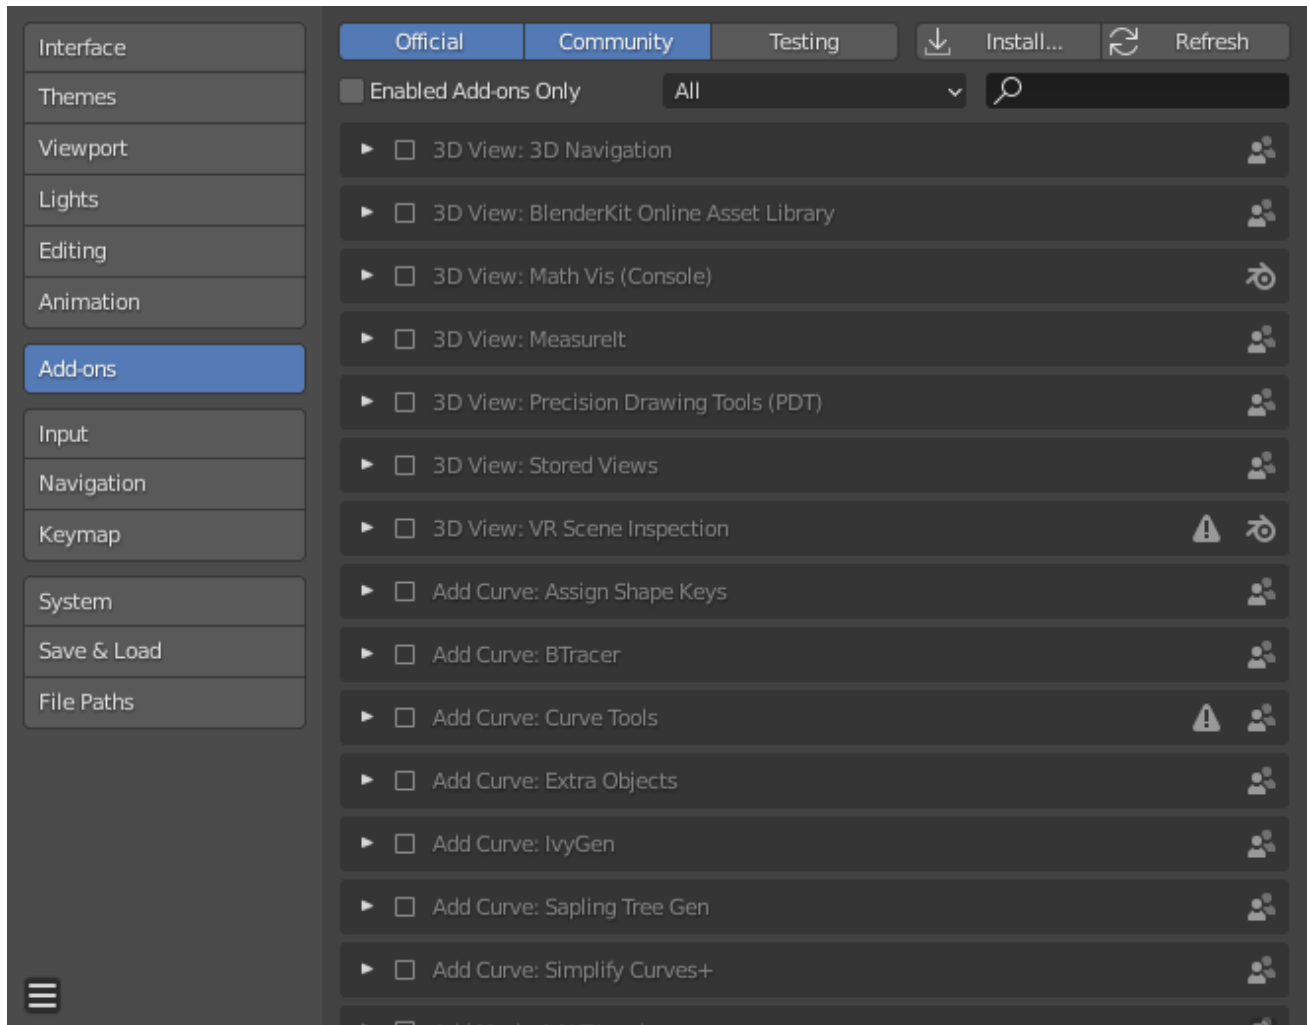 Interface
Themes
Viewport
Lights
Editing
Animation
Add-ons
Input
Navigation
Keymap
System
Save & Load
File Paths
Official Community Testing Install... Refresh
Enabled Add-ons Only All
3D View: 3D Navigation
3D View: BlenderKit Online Asset Library
3D View: Math Vis (Console)
3D View: MeasureIt
3D View: Precision Drawing Tools (PDT)
3D View: Stored Views
3D View: VR Scene Inspection
Add Curve: Assign Shape Keys
Add Curve: BTracer
Add Curve: Curve Tools
Add Curve: Extra Objects
Add Curve: IvyGen
Add Curve: Sapling Tree Gen
Add Curve: Simplify Curves+